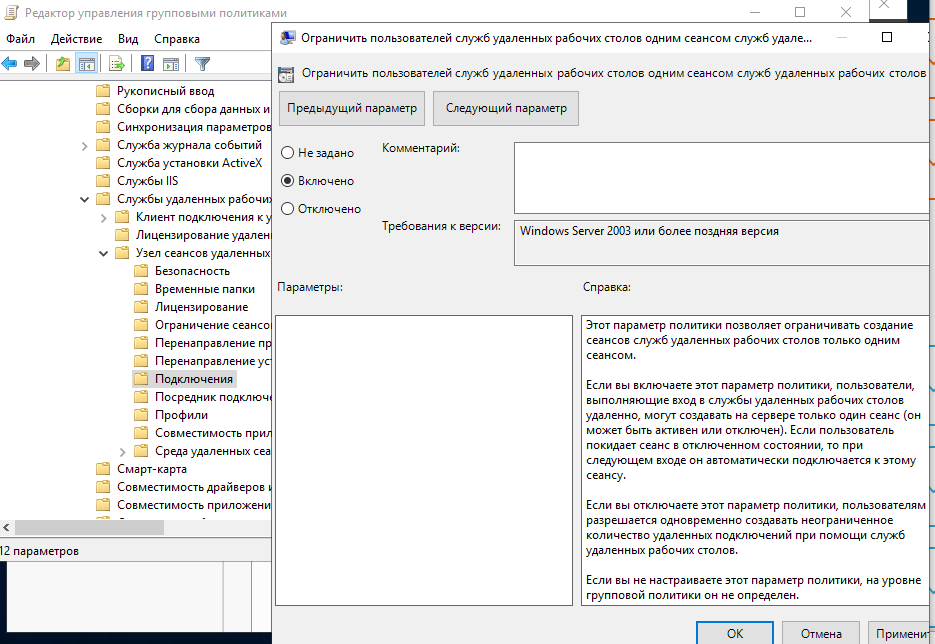 Редактор управления групповыми политиками
Файл Действие Вид Справка
Рукописный ввод
Сборки для сбора данных и
Синхронизация параметров
Служба журнала событий
Служба установки ActiveX
Службы IIS
Службы удаленных рабочих
Клиент подключения к у
Лицензирование удален
Узел сеансов удаленных
Безопасность
Временные папки
Лицензирование
Ограничение сеансо
Перенаправление пр
Перенаправление ус
Подключения
Посредник подключе
Профили
Совместимость прил
Среда удаленных сеа
Смарт-карта
Совместимость драйверов и
Совместимость приложени
12 параметров
Ограничить пользователей служб удаленных рабочих столов одним сеансом служб удале...
Ограничить пользователей служб удаленных рабочих столов одним сеансом служб удаленных рабочих столов
Предыдущий параметр
Следующий параметр
Не задано
Включено
Отключено
Комментарий:
Требования к версии:
Windows Server 2003 или более поздняя версия
Параметры:
Справка:
Этот параметр политики позволяет ограничивать создание
сеансов служб удаленных рабочих столов только одним
сеансом.
Если вы включаете этот параметр политики, пользователи,
выполняющие вход в службы удаленных рабочих столов
удаленно, могут создавать на сервере только один сеанс (он
может быть активен или отключен). Если пользователь
покидает сеанс в отключенном состоянии, то при
следующем входе он автоматически подключается к этому
сеансу.
Если вы отключаете этот параметр политики, пользователям
разрешается одновременно создавать неограниченное
количество удаленных подключений при помощи служб
удаленных рабочих столов.
Если вы не настраиваете этот параметр политики, на уровне
групповой политики он не определен.
ОК
Отмена
Применит